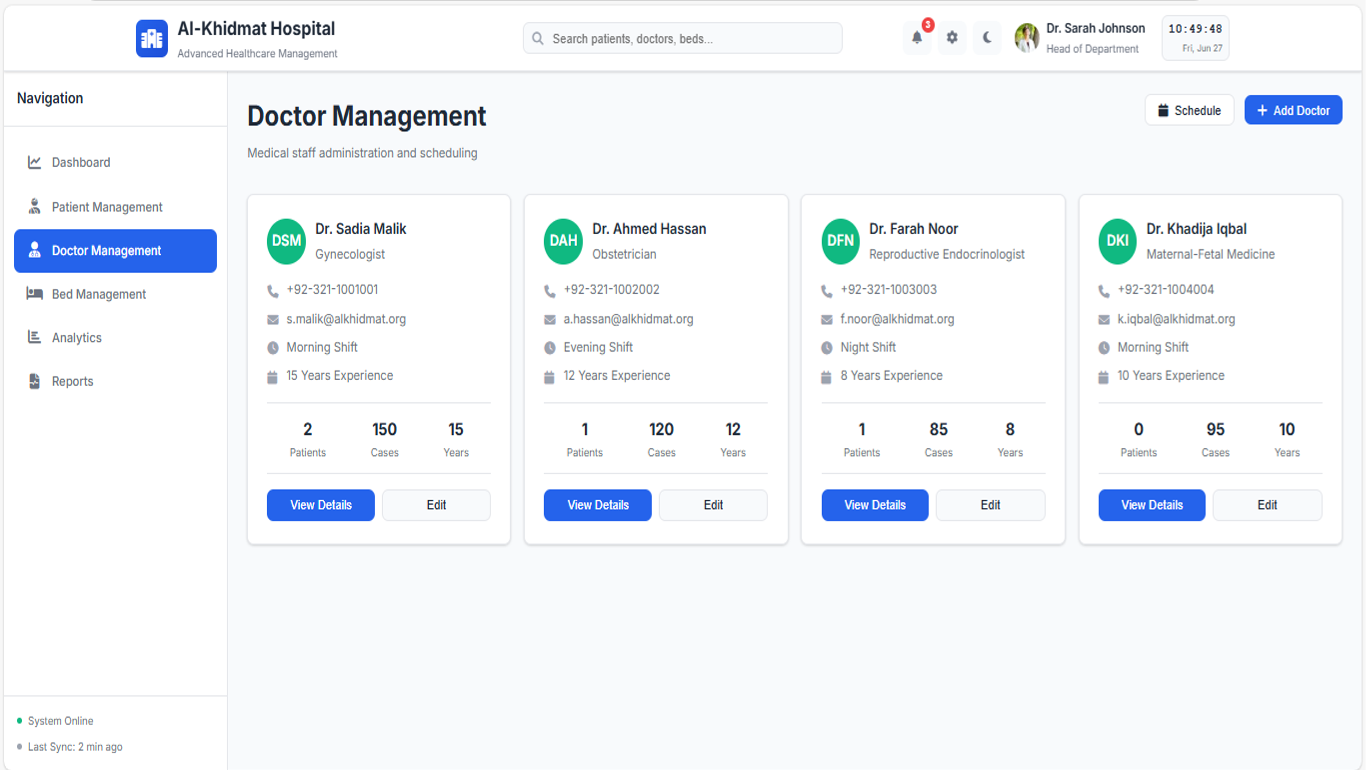 Al-Khidmat Hospital
Advanced Healthcare Management
Search patients, doctors, beds...
3
Dr. Sarah Johnson
Head of Department
10:49:48
Fri, Jun 27
Navigation
Dashboard
Patient Management
Doctor Management
Bed Management
Analytics
Reports
System Online
Last Sync: 2 min ago
Doctor Management
Medical staff administration and scheduling
Schedule
+ Add Doctor
DSM
Dr. Sadia Malik
Gynecologist
+92-321-1001001
s.malik@alkhidmat.org
Morning Shift
15 Years Experience
2 150 15
Patients Cases Years
View Details Edit
DAH
Dr. Ahmed Hassan
Obstetrician
+92-321-1002002
a.hassan@alkhidmat.org
Evening Shift
12 Years Experience
1 120 12
Patients Cases Years
View Details Edit
DFN
Dr. Farah Noor
Reproductive Endocrinologist
+92-321-1003003
f.noor@alkhidmat.org
Night Shift
8 Years Experience
1 85 8
Patients Cases Years
View Details Edit
DKI
Dr. Khadija Iqbal
Maternal-Fetal Medicine
+92-321-1004004
k.iqbal@alkhidmat.org
Morning Shift
10 Years Experience
0 95 10
Patients Cases Years
View Details Edit